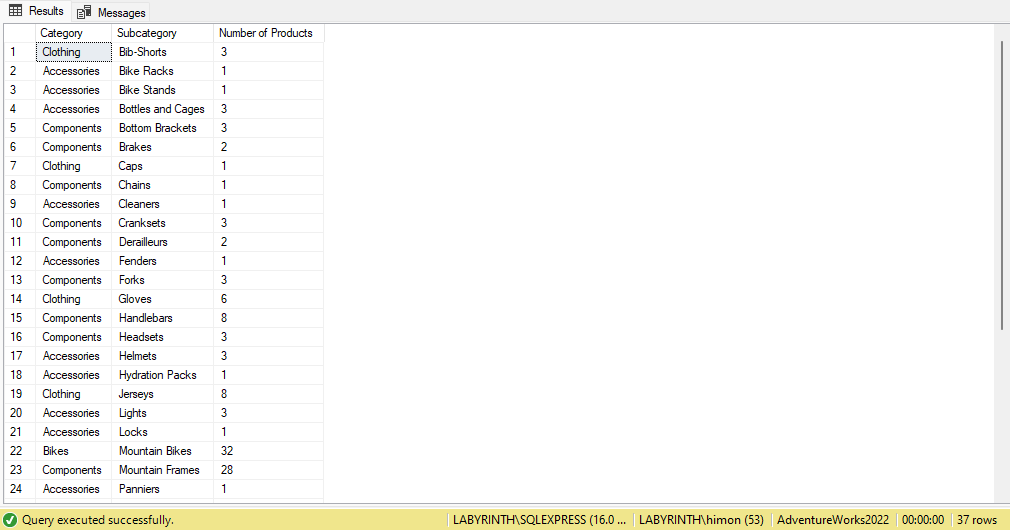 Results Messages
Category Subcategory Number of Products
1 Clothing Bib-Shorts 3
2 Accessories Bike Racks 1
3 Accessories Bike Stands 1
4 Accessories Bottles and Cages 3
5 Components Bottom Brackets 3
6 Components Brakes 2
7 Clothing Caps 1
8 Components Chains 1
9 Accessories Cleaners 1
10 Components Cranksets 3
11 Components Derailleurs 2
12 Accessories Fenders 1
13 Components Forks 3
14 Clothing Gloves 6
15 Components Handlebars 8
16 Components Headsets 3
17 Accessories Helmets 3
18 Accessories Hydration Packs 1
19 Clothing Jerseys 8
20 Accessories Lights 3
21 Accessories Locks 1
22 Bikes Mountain Bikes 32
23 Components Mountain Frames 28
24 Accessories Panniers 1
Query executed successfully. LABYRINTH\SQLEXPRESS (16.0 ... LABYRINTH\himon (53) AdventureWorks2022 00:00:00 37 rows